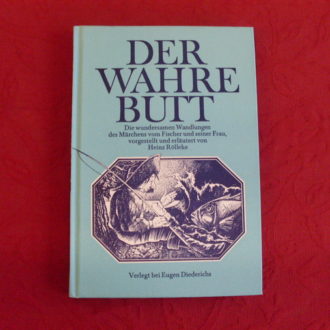 DER
WAHRE
BUTT
Die wundersamen Wandlungen
des Märchens vom Fischer und seiner Frau,
vorgestellt und erläutert von
Heinz Rölleke
Verlegt bei Eugen Diederichs